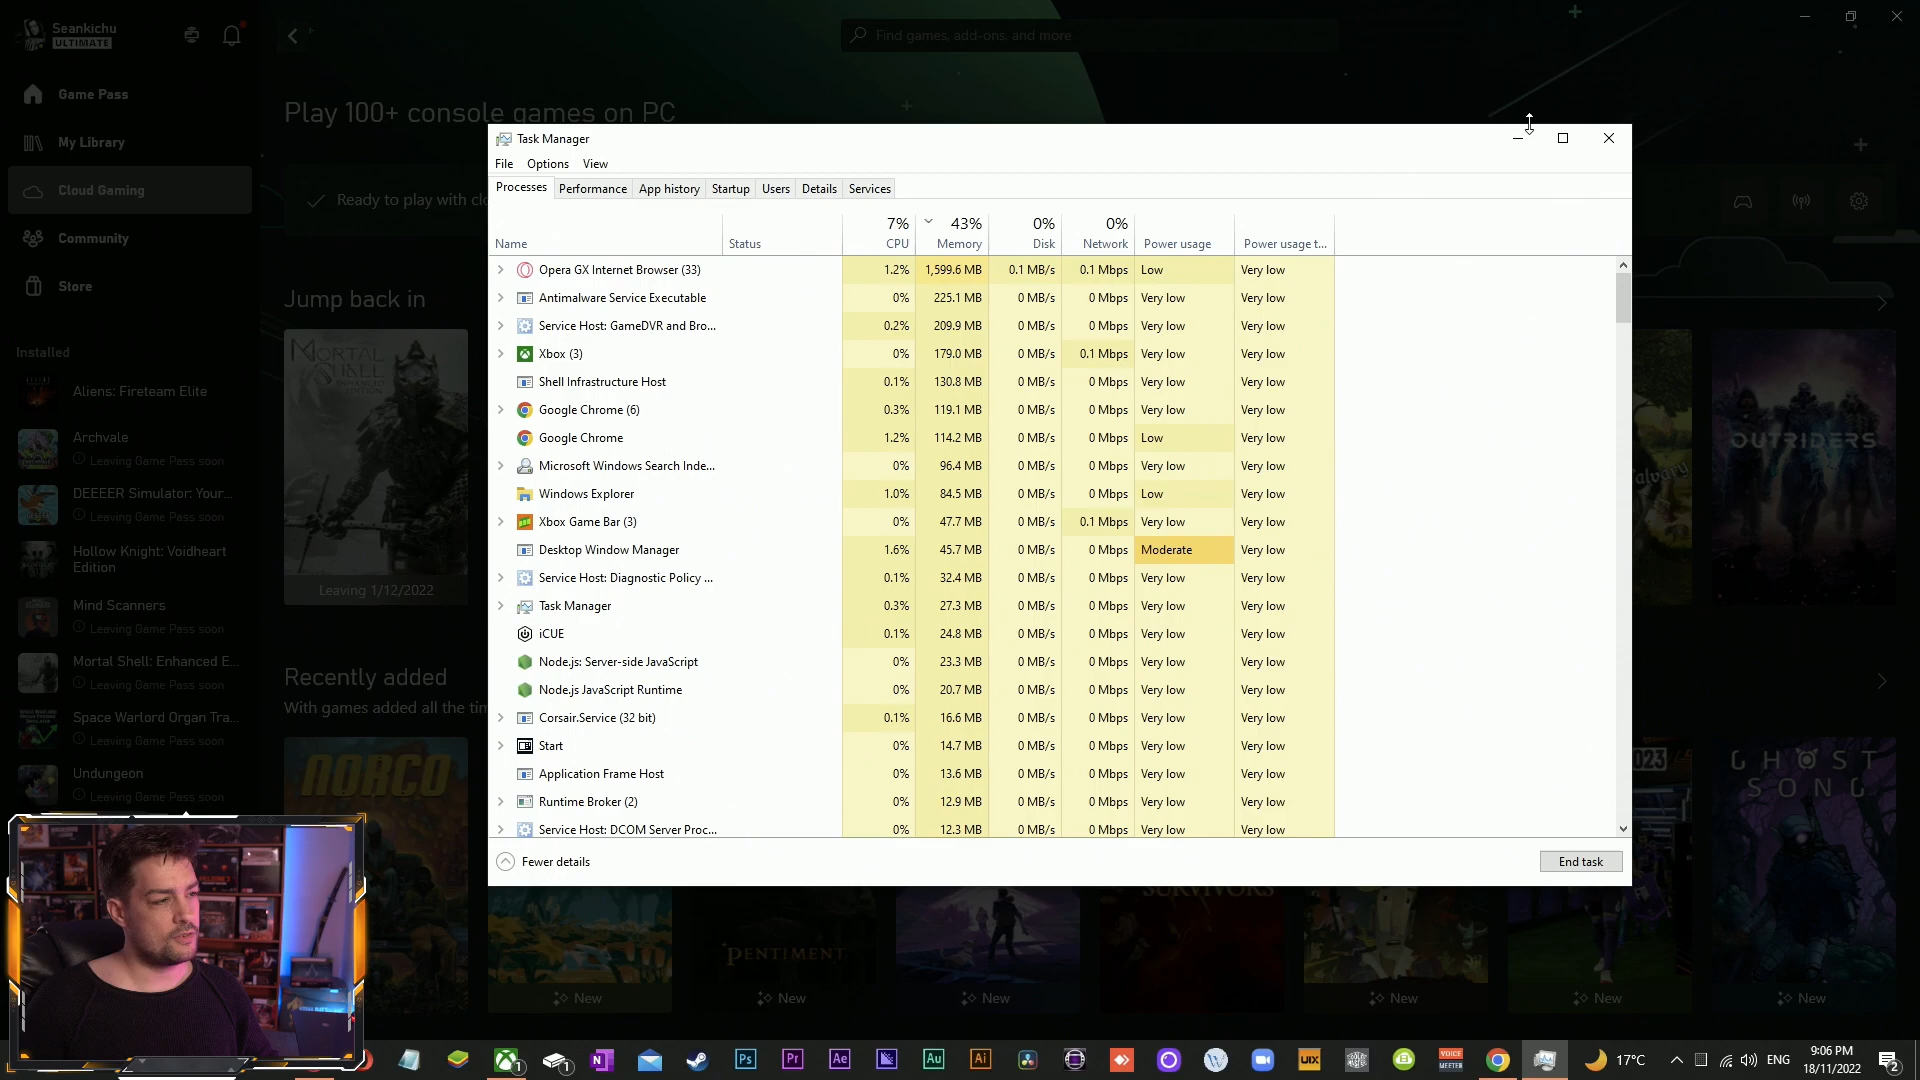 Seankichu
ULTIMATE
Find games, add-ons, and more
Game Pass
My Library
Cloud Gaming
Community
Store
Installed
Aliens: Fireteam Elite
Archvale
Leaving Game Pass soon
DEEEER Simulator: Your...
Leaving Game Pass soon
Hollow Knight: Voidheart
Edition
Mind Scanners
Leaving Game Pass soon
Mortal Shell: Enhanced E...
Leaving Game Pass soon
Space Warlord Organ Tra...
Leaving Game Pass soon
Undungeon
Leaving Game Pass soon
Play 100+ console games on PC
Ready to play with clo
Jump back in
MORTAL
SHELL
Leaving 1/12/2022
Recently added
With games added all the tim
NORCO
Task Manager
File Options View
Processes Performance App history Startup Users Details Services
7% 43% 0% 0%
Name Status CPU Memory Disk Network Power usage Power usage t...
Opera GX Internet Browser (33) 1.2% 1,599.6 MB 0.1 MB/s 0.1 Mbps Low Very low
Antimalware Service Executable 0% 225.1 MB 0 MB/s 0 Mbps Very low Very low
Service Host: GameDVR and Bro... 0.2% 209.9 MB 0 MB/s 0 Mbps Very low Very low
Xbox (3) 0% 179.0 MB 0 MB/s 0.1 Mbps Very low Very low
Shell Infrastructure Host 0.1% 130.8 MB 0 MB/s 0 Mbps Very low Very low
Google Chrome (6) 0.3% 119.1 MB 0 MB/s 0 Mbps Very low Very low
Google Chrome 1.2% 114.2 MB 0 MB/s 0 Mbps Low Very low
Microsoft Windows Search Inde... 0% 96.4 MB 0 MB/s 0 Mbps Very low Very low
Windows Explorer 1.0% 84.5 MB 0 MB/s 0 Mbps Low Very low
Xbox Game Bar (3) 0% 47.7 MB 0 MB/s 0.1 Mbps Very low Very low
Desktop Window Manager 1.6% 45.7 MB 0 MB/s 0 Mbps Moderate Very low
Service Host: Diagnostic Policy ... 0.1% 32.4 MB 0 MB/s 0 Mbps Very low Very low
Task Manager 0.3% 27.3 MB 0 MB/s 0 Mbps Very low Very low
iCUE 0.1% 24.8 MB 0 MB/s 0 Mbps Very low Very low
Node.js: Server-side JavaScript 0% 23.3 MB 0 MB/s 0 Mbps Very low Very low
Node.js JavaScript Runtime 0% 20.7 MB 0 MB/s 0 Mbps Very low Very low
Corsair.Service (32 bit) 0.1% 16.6 MB 0 MB/s 0 Mbps Very low Very low
Start 0% 14.7 MB 0 MB/s 0 Mbps Very low Very low
Application Frame Host 0% 13.6 MB 0 MB/s 0 Mbps Very low Very low
Runtime Broker (2) 0% 12.9 MB 0 MB/s 0 Mbps Very low Very low
Service Host: DCOM Server Proc... 0% 12.3 MB 0 MB/s 0 Mbps Very low Very low
Fewer details
End task
Calvary
OUTRIDERS
2023
GHOST
SONG
PENTIMENT
SURVIVORS
New New New New New New
1 1 N Ps Pr Ae Au Ai W UIX VOICE MEETER
17°C ENG
9:06 PM
18/11/2022
2